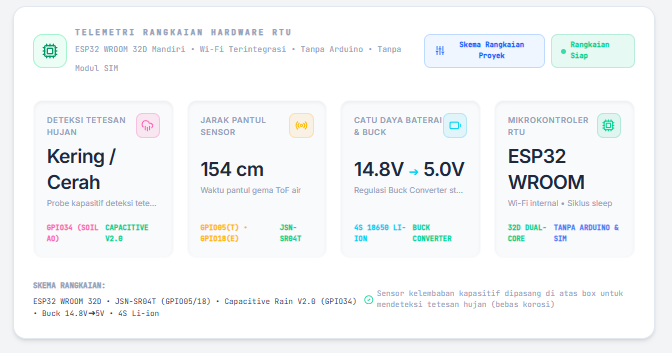 TELEMETRI RANGKAIAN HARDWARE RTU
ESP32 WROOM 32D Mandiri • Wi-Fi Terintegrasi • Tanpa Arduino • Tanpa
Modul SIM
Skema Rangkaian
Proyek
Rangkaian
Siap
DETEKSI TETESAN
HUJAN
Kering /
Cerah
Probe kapasitif deteksi tete...
GPIO34 (SOIL
AO)
CAPACITIVE
V2.0
JARAK PANTUL
SENSOR
154 cm
Waktu pantul gema ToF air
GPIO05(T) •
GPIO18(E)
JSN-
SR04T
CATU DAYA BATERAI
& BUCK
14.8V → 5.0V
Regulasi Buck Converter st...
4S 18650 LI-
ION
BUCK
CONVERTER
MIKROKONTROLER
RTU
ESP32
WROOM
Wi-Fi internal • Siklus sleep
32D DUAL-
CORE
TANPA ARDUINO &
SIM
SKEMA RANGKAIAN:
ESP32 WROOM 32D • JSN-SR04T (GPIO05/18) • Capacitive Rain V2.0 (GPIO34)
• Buck 14.8V→5V • 4S Li-ion
Sensor kelembaban kapasitif dipasang di atas box untuk
mendeteksi tetesan hujan (bebas korosi)